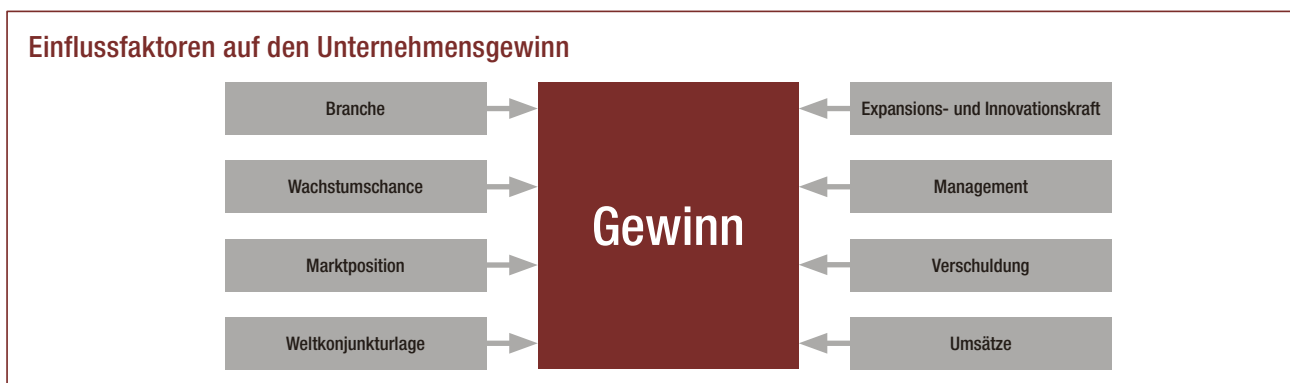 Einflussfaktoren auf den Unternehmensgewinn
Branche
Wachstumschance
Marktposition
Weltkonjunkturlage
Gewinn
Expansions- und Innovationskraft
Management
Verschuldung
Umsätze